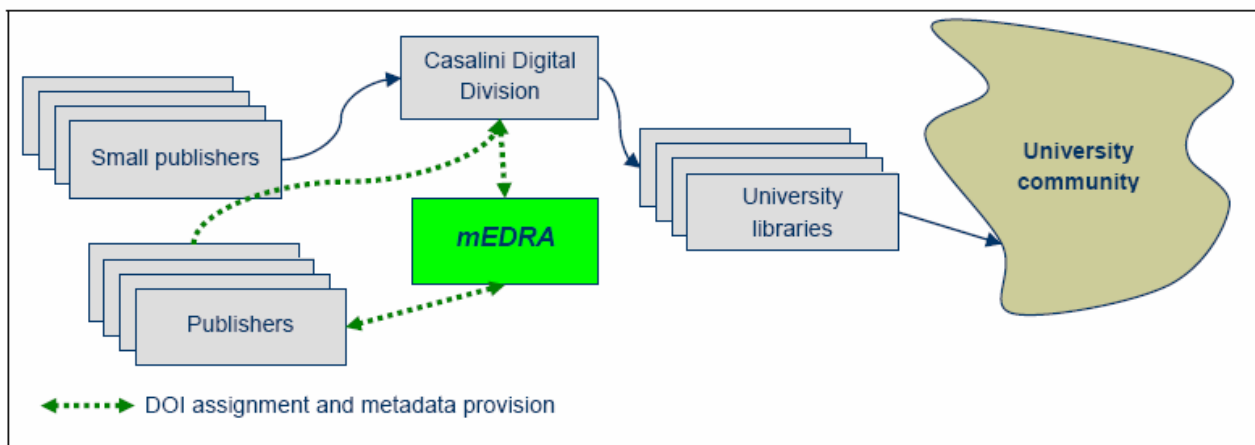 Casalini Digital
Division
Small publishers
University
community
University
libraries
mEDRA
Publishers
DOI assignment and metadata provision